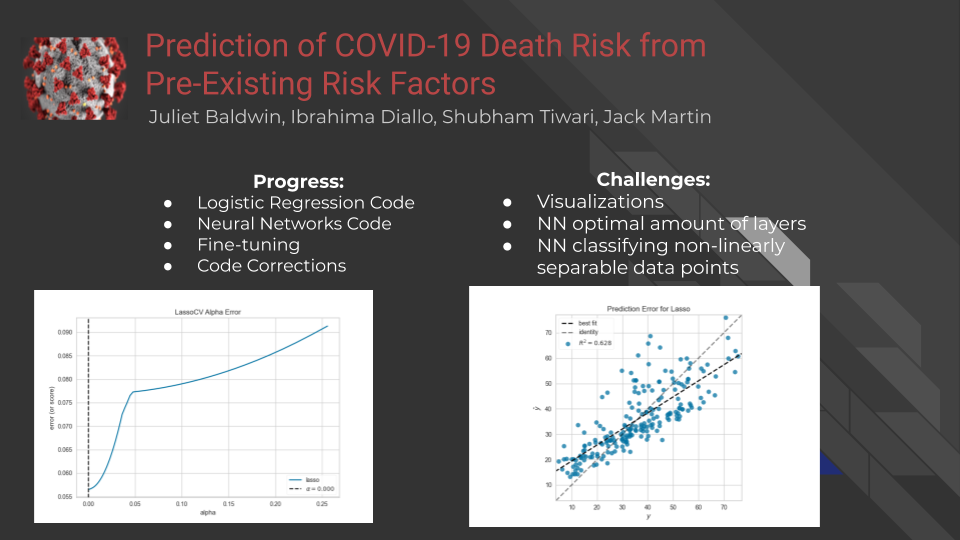 Prediction of COVID-19 Death Risk from
Pre-Existing Risk Factors
Juliet Baldwin, Ibrahima Diallo, Shubham Tiwari, Jack Martin
Progress:
● Logistic Regression Code
● Neural Networks Code
● Fine-tuning
● Code Corrections
Challenges:
● Visualizations
● NN optimal amount of layers
● NN classifying non-linearly
separable data points
LassoCV Alpha Error
error (or score)
0.090
0.085
0.080
0.075
0.070
0.065
0.060
0.055
lasso
α = 0.000
0.00 0.05 0.10 0.15 0.20 0.25
alpha
Prediction Error for Lasso
best fit
identity
R² = 0.628
ŷ
70
60
50
40
30
20
10
10 20 30 40 50 60 70
y